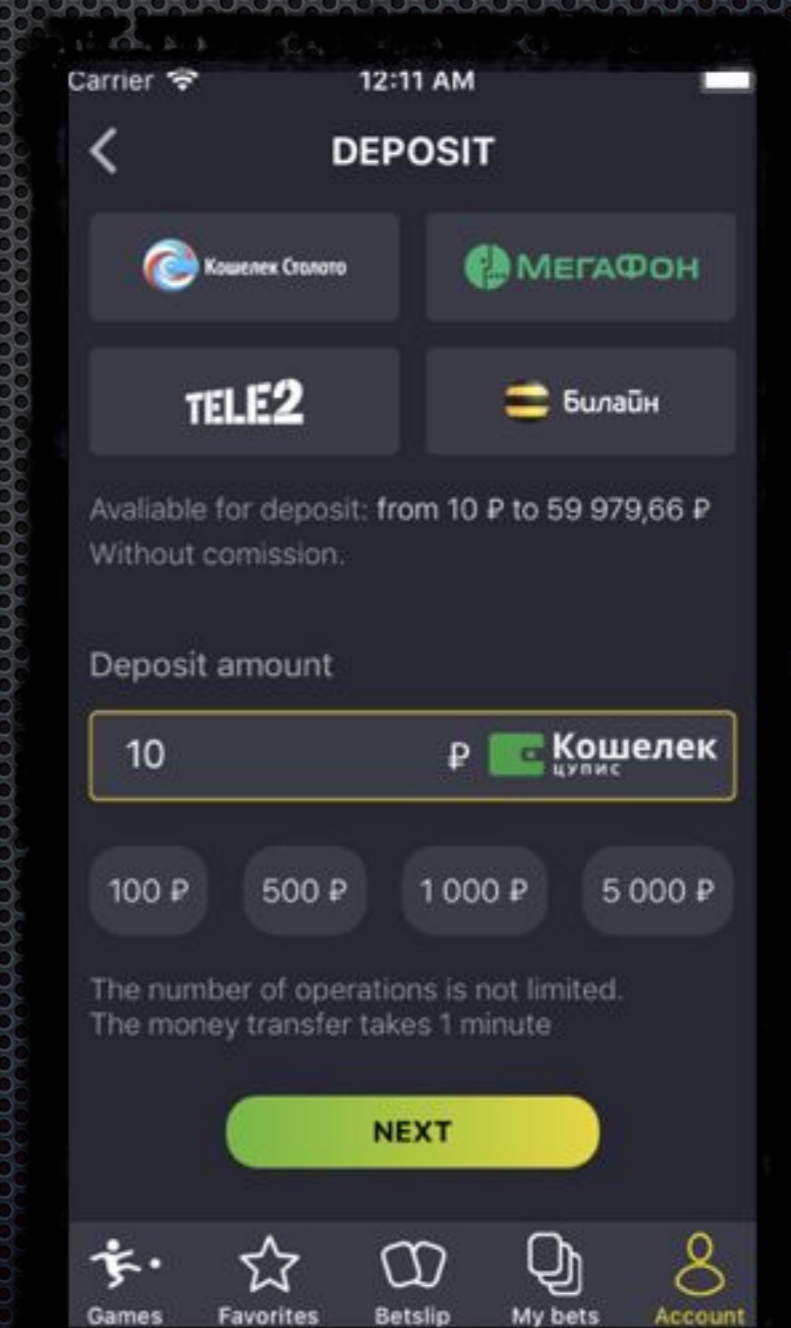 Carrier 12:11 AM
DEPOSIT
Кошелек Столото
МЕГАФОН
TELE2
Билайн
Avaliable for deposit: from 10 ₽ to 59 979,66 ₽
Without comission.
Deposit amount
10 ₽ Кошелек
ЦУПИС
100 ₽ 500 ₽ 1 000 ₽ 5 000 ₽
The number of operations is not limited.
The money transfer takes 1 minute
NEXT
Games Favorites Betslip My bets Account